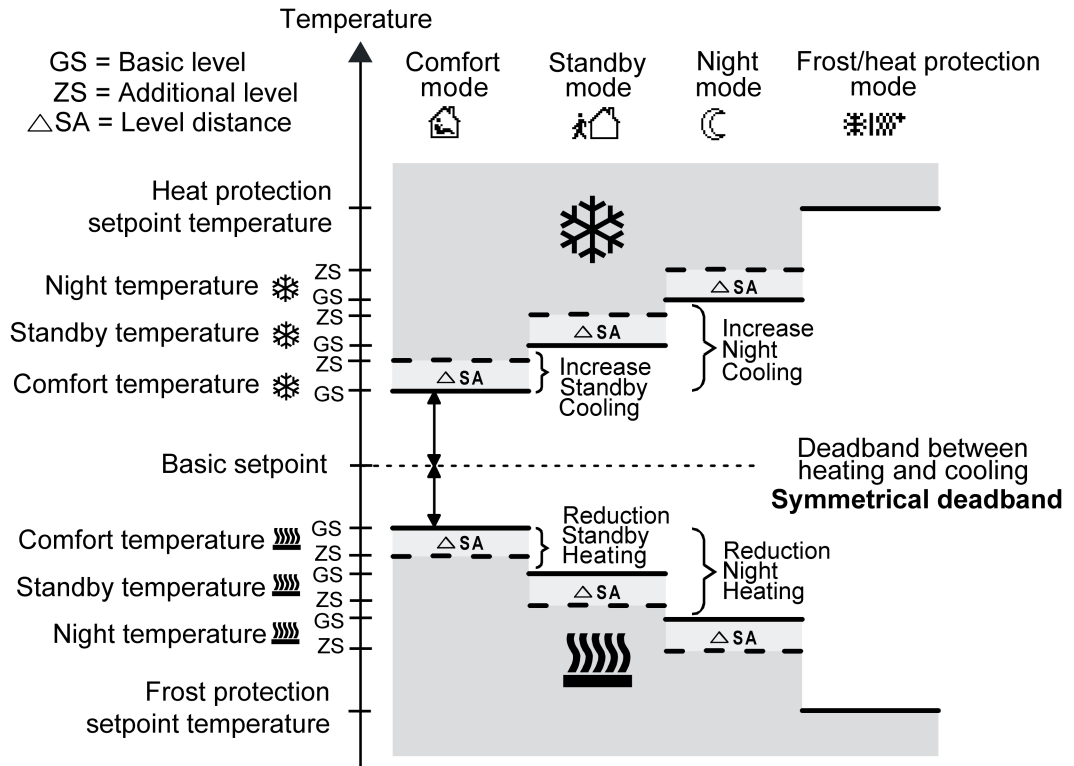 Temperature
GS = Basic level
ZS = Additional level
△SA = Level distance
Comfort
mode
Standby
mode
Night
mode
Frost/heat protection
mode
Heat protection
setpoint temperature
Night temperature
ZS
GS
Standby temperature
ZS
GS
Comfort temperature
ZS
GS
△SA
△SA
△SA
Increase
Standby
Cooling
Increase
Night
Cooling
Basic setpoint
Deadband between
heating and cooling
Symmetrical deadband
Comfort temperature
GS
ZS
Standby temperature
GS
ZS
Night temperature
GS
ZS
△SA
△SA
△SA
Reduction
Standby
Heating
Reduction
Night
Heating
Frost protection
setpoint temperature